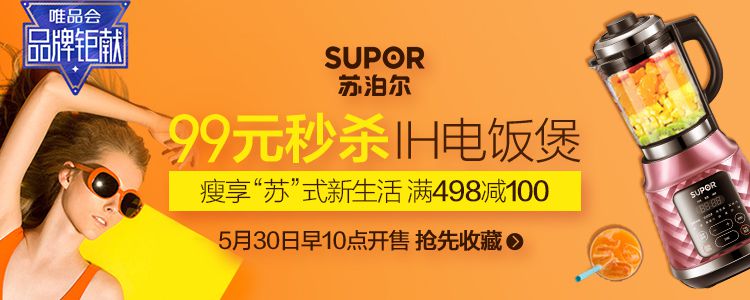 唯品会
品牌钜献
SUPOR
苏泊尔
99元秒杀IH电饭煲
瘦享“苏”式新生活 满498减100
5月30日早10点开售 抢先收藏
SUPOR